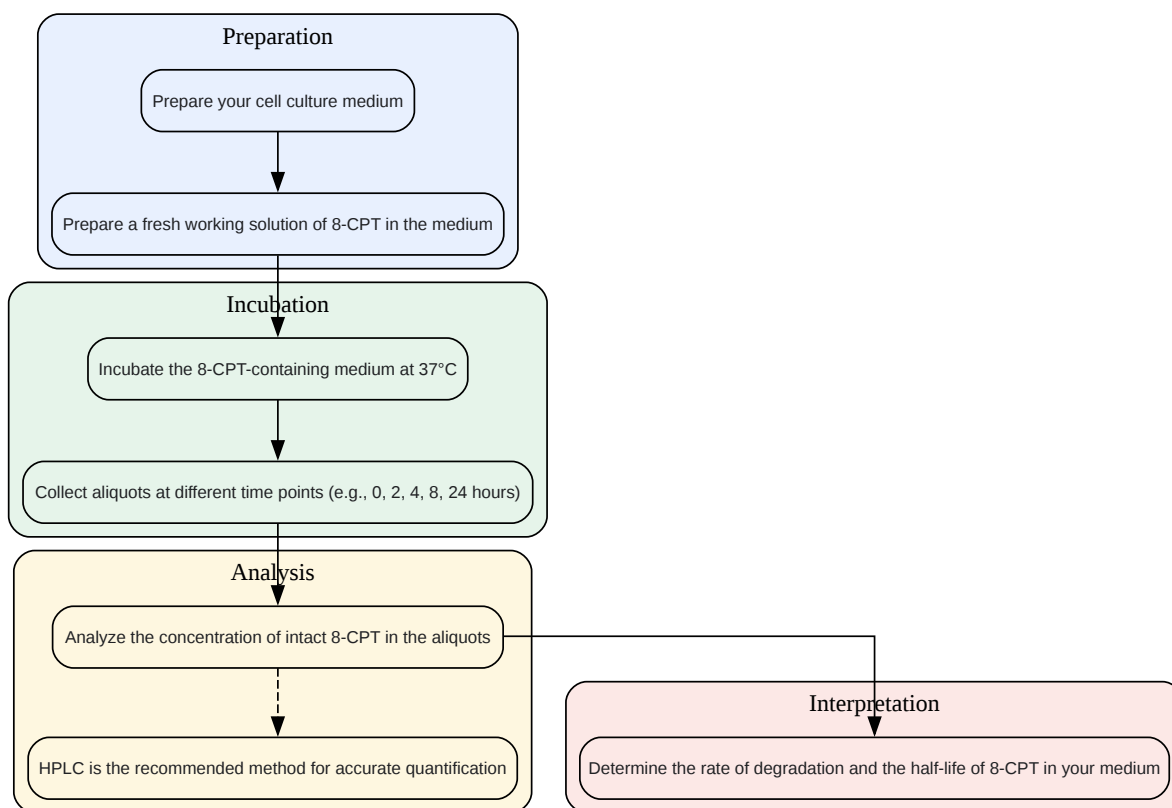 Preparation
Prepare your cell culture medium
Prepare a fresh working solution of 8-CPT in the medium
Incubation
Incubate the 8-CPT-containing medium at 37°C
Collect aliquots at different time points (e.g., 0, 2, 4, 8, 24 hours)
Analysis
Analyze the concentration of intact 8-CPT in the aliquots
HPLC is the recommended method for accurate quantification
Interpretation
Determine the rate of degradation and the half-life of 8-CPT in your medium